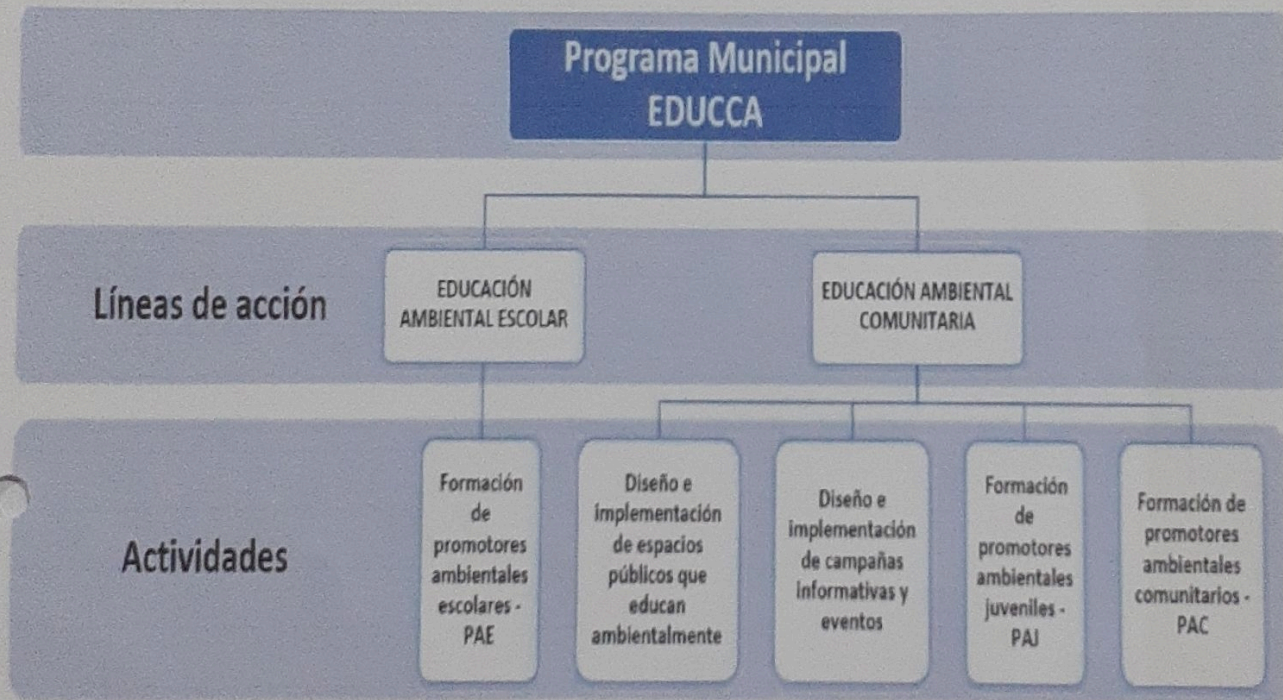 Programa Municipal
EDUCCA
Líneas de acción
EDUCACIÓN
AMBIENTAL ESCOLAR
EDUCACIÓN AMBIENTAL
COMUNITARIA
Actividades
Formación
de
promotores
ambientales
escolares -
PAE
Diseño e
implementación
de espacios
públicos que
educan
ambientalmente
Diseño e
implementación
de campañas
informativas y
eventos
Formación
de
promotores
ambientales
juveniles -
PAJ
Formación de
promotores
ambientales
comunitarios -
PAC